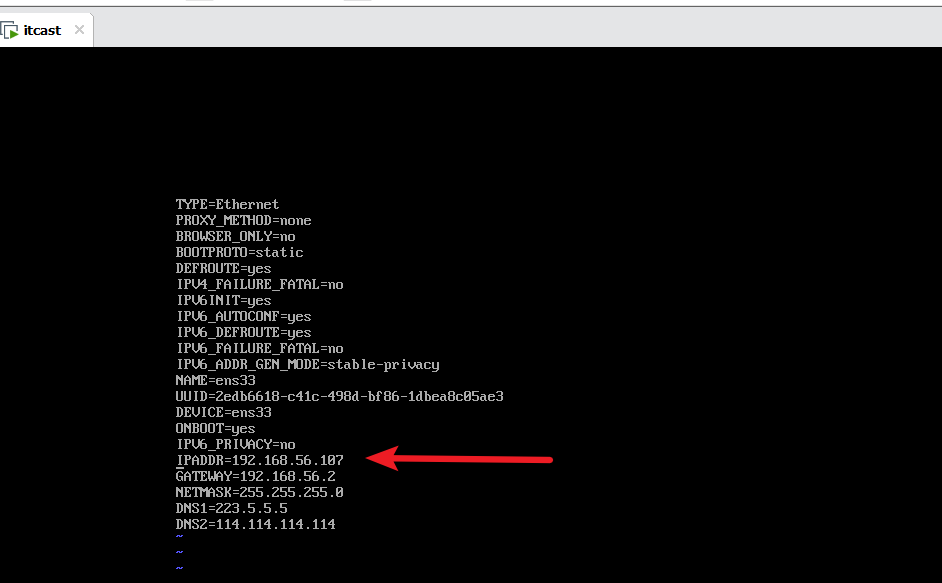 itcast
TYPE=Ethernet
PROXY_METHOD=none
BROWSER_ONLY=no
BOOTPROTO=static
DEFROUTE=yes
IPV4_FAILURE_FATAL=no
IPV6INIT=yes
IPV6_AUTOCONF=yes
IPV6_DEFROUTE=yes
IPV6_FAILURE_FATAL=no
IPV6_ADDR_GEN_MODE=stable-privacy
NAME=ens33
UUID=2edb6618-c41c-498d-bf86-1dbea8c05ae3
DEVICE=ens33
ONBOOT=yes
IPV6_PRIVACY=no
IPADDR=192.168.56.107
GATEWAY=192.168.56.2
NETMASK=255.255.255.0
DNS1=223.5.5.5
DNS2=114.114.114.114
~
~
~